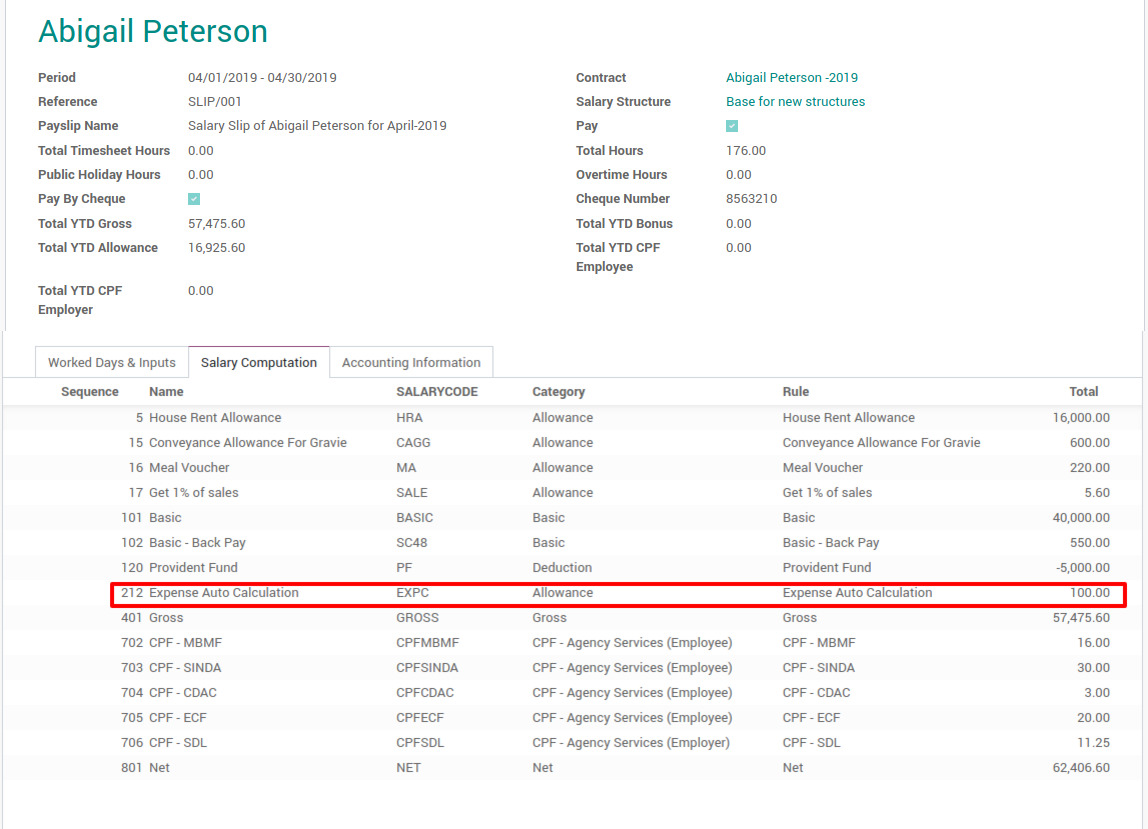 Abigail Peterson
Period 04/01/2019 - 04/30/2019 Contract Abigail Peterson -2019
Reference SLIP/001 Salary Structure Base for new structures
Payslip Name Salary Slip of Abigail Peterson for April-2019 Pay
Total Timesheet Hours 0.00 Total Hours 176.00
Public Holiday Hours 0.00 Overtime Hours 0.00
Pay By Cheque Cheque Number 8563210
Total YTD Gross 57,475.60 Total YTD Bonus 0.00
Total YTD Allowance 16,925.60 Total YTD CPF 0.00
Employee
Total YTD CPF 0.00
Employer
Worked Days & Inputs Salary Computation Accounting Information
Sequence Name SALARYCODE Category Rule Total
5 House Rent Allowance HRA Allowance House Rent Allowance 16,000.00
15 Conveyance Allowance For Gravie CAGG Allowance Conveyance Allowance For Gravie 600.00
16 Meal Voucher MA Allowance Meal Voucher 220.00
17 Get 1% of sales SALE Allowance Get 1% of sales 5.60
101 Basic BASIC Basic Basic 40,000.00
102 Basic - Back Pay SC48 Basic Basic - Back Pay 550.00
120 Provident Fund PF Deduction Provident Fund -5,000.00
212 Expense Auto Calculation EXPC Allowance Expense Auto Calculation 100.00
401 Gross GROSS Gross Gross 57,475.60
702 CPF - MBMF CPFMBMF CPF - Agency Services (Employee) CPF - MBMF 16.00
703 CPF - SINDA CPFSINDA CPF - Agency Services (Employee) CPF - SINDA 30.00
704 CPF - CDAC CPFCDAC CPF - Agency Services (Employee) CPF - CDAC 3.00
705 CPF - ECF CPFECF CPF - Agency Services (Employee) CPF - ECF 20.00
706 CPF - SDL CPFSDL CPF - Agency Services (Employer) CPF - SDL 11.25
801 Net NET Net Net 62,406.60